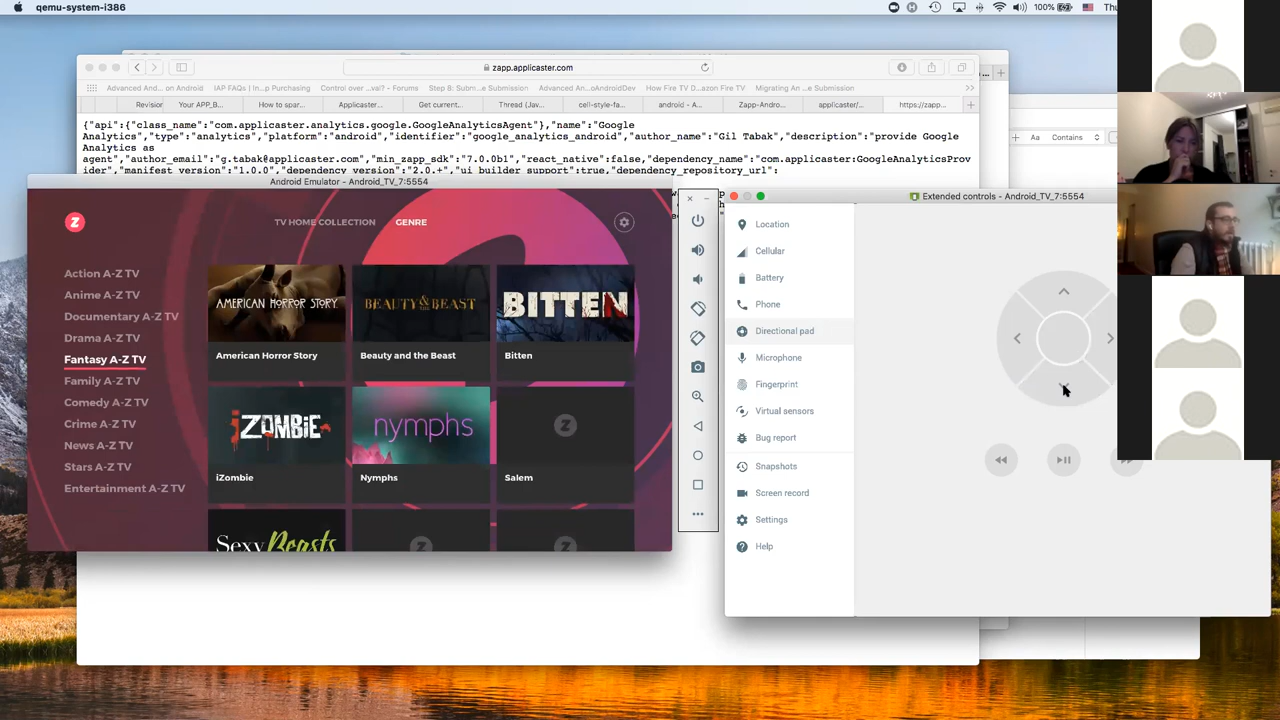 qemu-system-i386
100%
Thu
zapp.applicaster.com
Advanced And... on Android
IAP FAQs | In...p Purchasing
Control over ...val? - Forums
Step 8: Subm...e Submission
Advanced An...oAndroidDev
How Fire TV D...azon Fire TV
Migrating An... Submission
>>
Revision
Your APP_B...
How to spar...
Applicaster...
Get current...
Thread (Jav...
cell-style-fa...
android - A...
Zapp-Andro...
applicaster/...
https://zapp...
{"api":{"class_name":"com.applicaster.analytics.google.GoogleAnalyticsAgent"},"name":"Google
Analytics","type":"analytics","platform":"android","identifier":"google_analytics_android","author_name":"Gil Tabak","description":"provide Google
Analytics as
agent","author_email":"g.tabak@applicaster.com","min_zapp_sdk":"7.0.0b1","react_native":false,"dependency_name":"com.applicaster:GoogleAnalyticsPro
vider","manifest_version":"1.0.0","dependency_version":"2.0.+","ui_builder_support":true,"dependency_repository_url":
Aa
Contains
Android Emulator - Android_TV_7:5554
Z
TV HOME COLLECTION
GENRE
Action A-Z TV
Anime A-Z TV
Documentary A-Z TV
Drama A-Z TV
Fantasy A-Z TV
Family A-Z TV
Comedy A-Z TV
Crime A-Z TV
News A-Z TV
Stars A-Z TV
Entertainment A-Z TV
AMERICAN HORROR STORY
BEAUTY & THE BEAST
BITTEN
American Horror Story
Beauty and the Beast
Bitten
iZOMBiE
nymphs
iZombie
Nymphs
Salem
Sexy Beasts
Extended controls - Android_TV_7:5554
Location
Cellular
Battery
Phone
Directional pad
Microphone
Fingerprint
Virtual sensors
Bug report
Snapshots
Screen record
Settings
Help